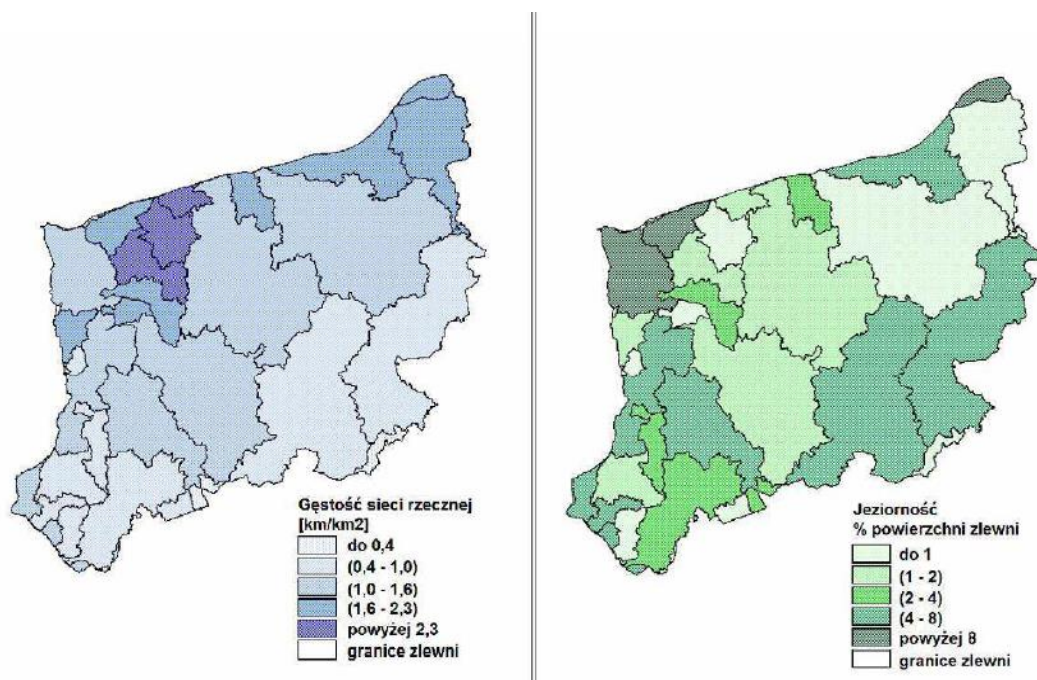 Gęstość sieci rzecznej
[km/km2]
do 0,4
(0,4 - 1,0)
(1,0 - 1,6)
(1,6 - 2,3)
powyżej 2,3
granice zlewni
Jeziorność
% powierzchni zlewni
do 1
(1 - 2)
(2 - 4)
(4 - 8)
powyżej 8
granice zlewni